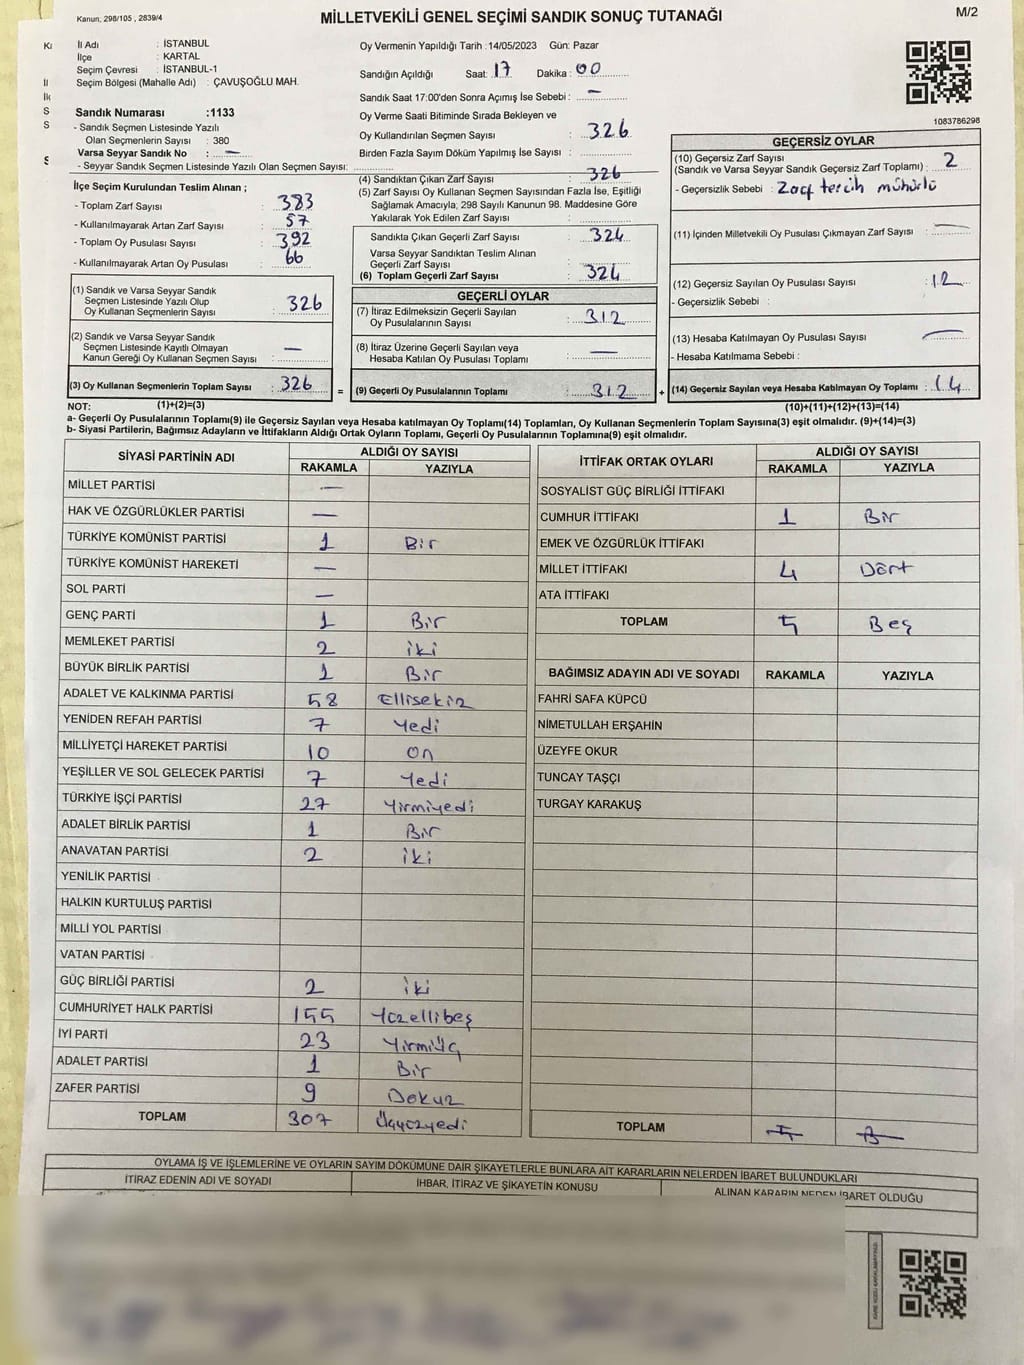 Kanun, 298/105 , 2839/4
MİLLETVEKİLİ GENEL SEÇİMİ SANDIK SONUÇ TUTANAĞI
M/2
İl Adı : İSTANBUL
İlçe : KARTAL
Seçim Çevresi : İSTANBUL-1
Seçim Bölgesi (Mahalle Adı) : ÇAVUŞOĞLU MAH.
Sandık Numarası :1133
- Sandık Seçmen Listesinde Yazılı
Olan Seçmenlerin Sayısı : 380
Varsa Seyyar Sandık No : —
- Seyyar Sandık Seçmen Listesinde Yazılı Olan Seçmen Sayısı:
İlçe Seçim Kurulundan Teslim Alınan ;
- Toplam Zarf Sayısı : 383
- Kullanılmayarak Artan Zarf Sayısı : 57
- Toplam Oy Pusulası Sayısı : 392
- Kullanılmayarak Artan Oy Pusulası : 66
Oy Vermenin Yapıldığı Tarih :14/05/2023 Gün: Pazar
Sandığın Açıldığı Saat: 17 Dakika : 00
Sandık Saat 17:00'den Sonra Açımış İse Sebebi : —
Oy Verme Saati Bitiminde Sırada Bekleyen ve
Oy Kullandırılan Seçmen Sayısı : 326
Birden Fazla Sayım Döküm Yapılmış İse Sayısı :
(4) Sandıktan Çıkan Zarf Sayısı : 326
(5) Zarf Sayısı Oy Kullanan Seçmen Sayısından Fazla İse, Eşitliği
Sağlamak Amacıyla; 298 Sayılı Kanunun 98. Maddesine Göre
Yakılarak Yok Edilen Zarf Sayısı :
Sandıkta Çıkan Geçerli Zarf Sayısı : 324
Varsa Seyyar Sandıktan Teslim Alınan
Geçerli Zarf Sayısı :
(6) Toplam Geçerli Zarf Sayısı : 324
1083786298
GEÇERSİZ OYLAR
(10) Geçersiz Zarf Sayısı
(Sandık ve Varsa Seyyar Sandık Geçersiz Zarf Toplamı) : 2
- Geçersizlik Sebebi : Zarf tercih mühürlü
(11) İçinden Milletvekili Oy Pusulası Çıkmayan Zarf Sayısı : —
(12) Geçersiz Sayılan Oy Pusulası Sayısı : 12
- Geçersizlik Sebebi :
(13) Hesaba Katılmayan Oy Pusulası Sayısı : —
- Hesaba Katılmama Sebebi :
(1) Sandık ve Varsa Seyyar Sandık
Seçmen Listesinde Yazılı Olup
Oy Kullanan Seçmenlerin Sayısı : 326
(2) Sandık ve Varsa Seyyar Sandık
Seçmen Listesinde Kayıtlı Olmayan
Kanun Gereği Oy Kullanan Seçmen Sayısı : —
GEÇERLİ OYLAR
(7) İtiraz Edilmeksizin Geçerli Sayılan
Oy Pusulalarının Sayısı : 312
(8) İtiraz Üzerine Geçerli Sayılan veya
Hesaba Katılan Oy Pusulası Toplamı : —
(3) Oy Kullanan Seçmenlerin Toplam Sayısı : 326 = (9) Geçerli Oy Pusulalarının Toplamı : 312 + (14) Geçersiz Sayılan veya Hesaba Katılmayan Oy Toplamı : 14
NOT: (1)+(2)=(3) (10)+(11)+(12)+(13)=(14)
a- Geçerli Oy Pusulalarının Toplamı(9) ile Geçersiz Sayılan veya Hesaba katılmayan Oy Toplamı(14) Toplamları, Oy Kullanan Seçmenlerin Toplam Sayısına(3) eşit olmalıdır. (9)+(14)=(3)
b- Siyasi Partilerin, Bağımsız Adayların ve İttifakların Aldığı Ortak Oyların Toplamı, Geçerli Oy Pusulalarının Toplamına(9) eşit olmalıdır.
SİYASİ PARTİNİN ADI ALDIĞI OY SAYISI
RAKAMLA YAZIYLA
MİLLET PARTİSİ —
HAK VE ÖZGÜRLÜKLER PARTİSİ —
TÜRKİYE KOMÜNİST PARTİSİ 1 Bir
TÜRKİYE KOMÜNİST HAREKETİ —
SOL PARTİ —
GENÇ PARTİ 1 Bir
MEMLEKET PARTİSİ 2 iki
BÜYÜK BİRLİK PARTİSİ 1 Bir
ADALET VE KALKINMA PARTİSİ 58 Ellisekiz
YENİDEN REFAH PARTİSİ 7 Yedi
MİLLİYETÇİ HAREKET PARTİSİ 10 On
YEŞİLLER VE SOL GELECEK PARTİSİ 7 Yedi
TÜRKİYE İŞÇİ PARTİSİ 27 Yirmiyedi
ADALET BİRLİK PARTİSİ 1 Bir
ANAVATAN PARTİSİ 2 iki
YENİLİK PARTİSİ
HALKIN KURTULUŞ PARTİSİ
MİLLİ YOL PARTİSİ
VATAN PARTİSİ
GÜÇ BİRLİĞİ PARTİSİ 2 iki
CUMHURİYET HALK PARTİSİ 155 Yüzellibeş
İYİ PARTİ 23 Yirmiüç
ADALET PARTİSİ 1 Bir
ZAFER PARTİSİ 9 Dokuz
TOPLAM 307 Üçyüzyedi
İTTİFAK ORTAK OYLARI ALDIĞI OY SAYISI
RAKAMLA YAZIYLA
SOSYALİST GÜÇ BİRLİĞİ İTTİFAKI
CUMHUR İTTİFAKI 1 Bir
EMEK VE ÖZGÜRLÜK İTTİFAKI
MİLLET İTTİFAKI 4 Dört
ATA İTTİFAKI
TOPLAM 5 Beş
BAĞIMSIZ ADAYIN ADI VE SOYADI RAKAMLA YAZIYLA
FAHRİ SAFA KÜPCÜ
NİMETULLAH ERŞAHİN
ÜZEYFE OKUR
TUNCAY TAŞÇI
TURGAY KARAKUŞ
TOPLAM
OYLAMA İŞ VE İŞLEMLERİNE VE OYLARIN SAYIM DÖKÜMÜNE DAİR ŞİKAYETLERLE BUNLARA AİT KARARLARIN NELERDEN İBARET BULUNDUKLARI
İTİRAZ EDENİN ADI VE SOYADI İHBAR, İTİRAZ VE ŞİKAYETİN KONUSU ALINAN KARARIN NEDEN İBARET OLDUĞU